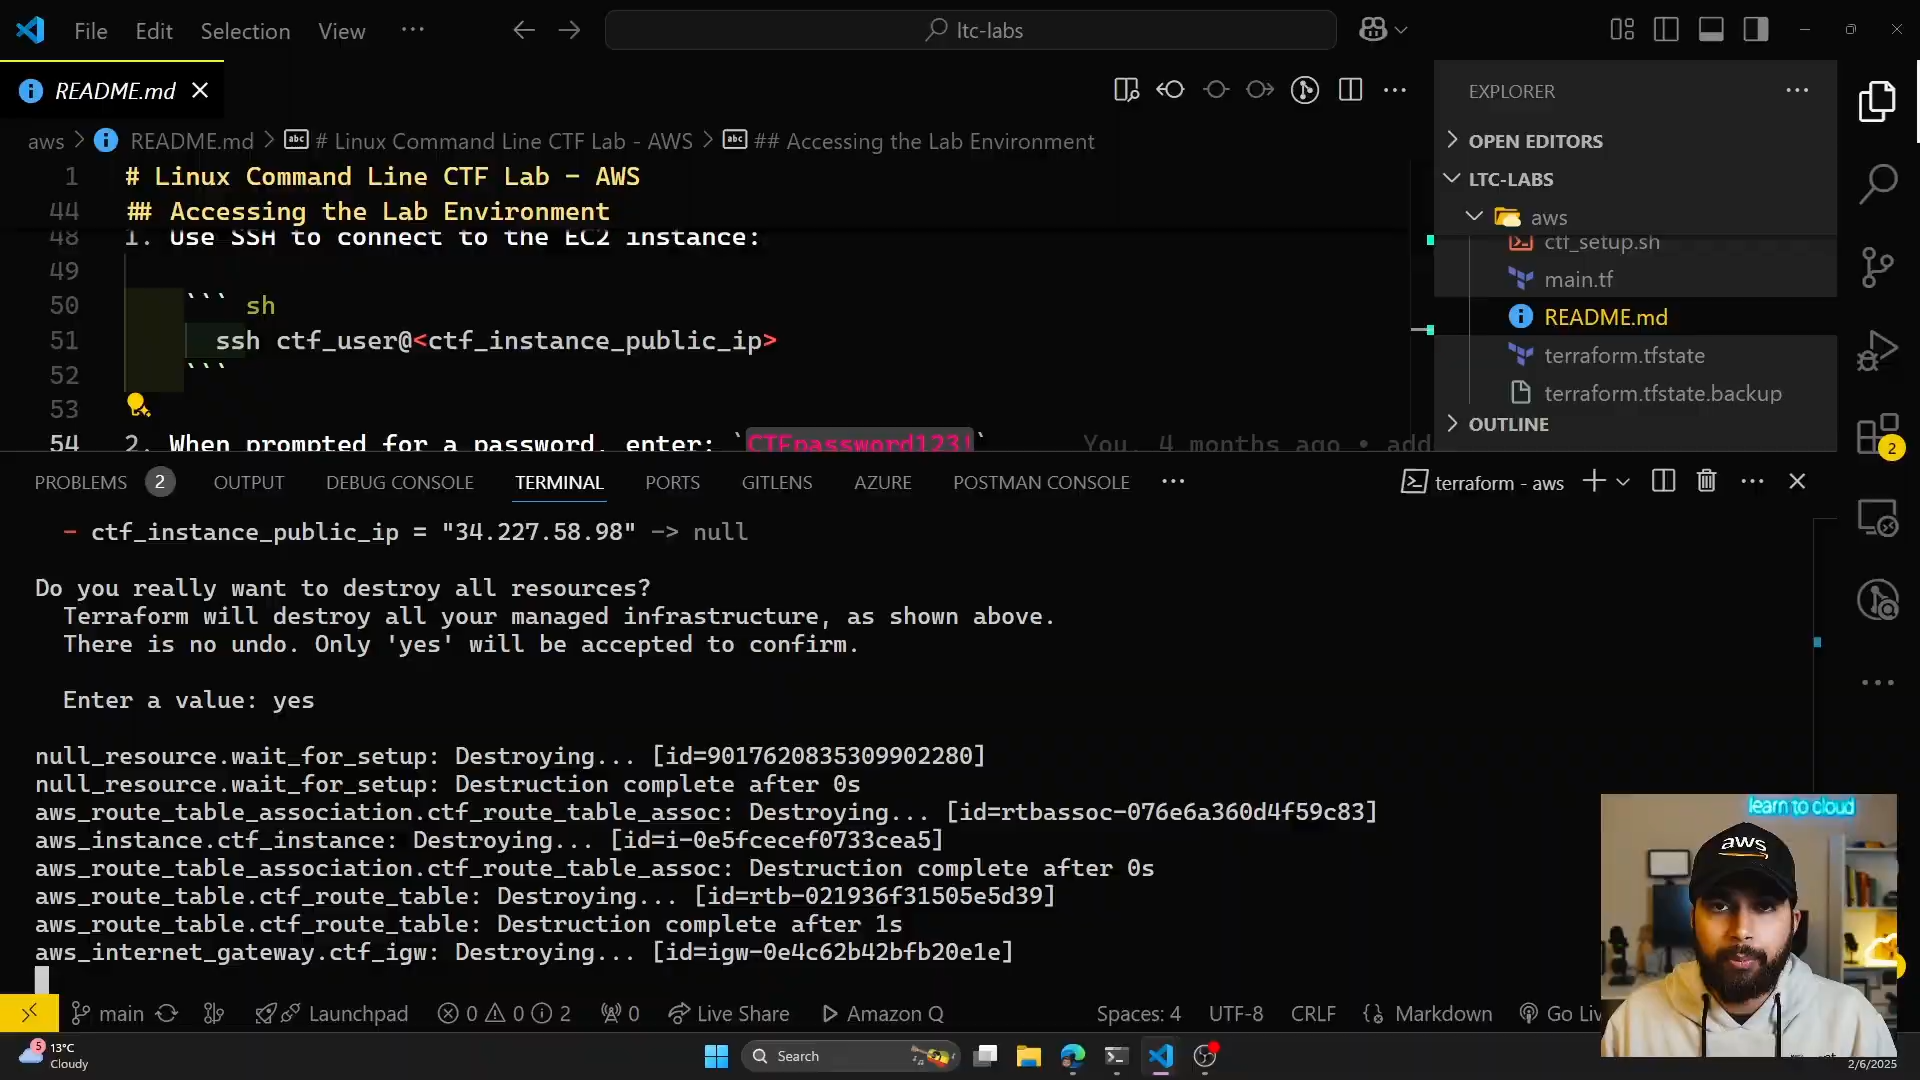 File Edit Selection View ··· ltc-labs
README.md
EXPLORER ···
aws > README.md > # Linux Command Line CTF Lab - AWS > ## Accessing the Lab Environment
OPEN EDITORS
LTC-LABS
aws
ctf_setup.sh
main.tf
README.md
terraform.tfstate
terraform.tfstate.backup
OUTLINE
2
1 # Linux Command Line CTF Lab - AWS
44 ## Accessing the Lab Environment
48 1. Use SSH to connect to the EC2 instance:
49
50 ``` sh
51 ssh ctf_user@<ctf_instance_public_ip>
52 ```
53
54 2. When prompted for a password, enter: `CTFpassword123!` You, 4 months ago • add
PROBLEMS 2 OUTPUT DEBUG CONSOLE TERMINAL PORTS GITLENS AZURE POSTMAN CONSOLE ··· terraform - aws
- ctf_instance_public_ip = "34.227.58.98" -> null
Do you really want to destroy all resources?
Terraform will destroy all your managed infrastructure, as shown above.
There is no undo. Only 'yes' will be accepted to confirm.
Enter a value: yes
null_resource.wait_for_setup: Destroying... [id=9017620835309902280]
null_resource.wait_for_setup: Destruction complete after 0s
aws_route_table_association.ctf_route_table_assoc: Destroying... [id=rtbassoc-076e6a360d4f59c83]
aws_instance.ctf_instance: Destroying... [id=i-0e5fcecef0733cea5]
aws_route_table_association.ctf_route_table_assoc: Destruction complete after 0s
aws_route_table.ctf_route_table: Destroying... [id=rtb-021936f31505e5d39]
aws_route_table.ctf_route_table: Destruction complete after 1s
aws_internet_gateway.ctf_igw: Destroying... [id=igw-0e4c62b42bfb20e1e]
learn to cloud
aws
main Launchpad 0 0 2 0 Live Share Amazon Q Spaces: 4 UTF-8 CRLF {} Markdown Go Liv
5
13°C
Cloudy
Search
2/6/2025